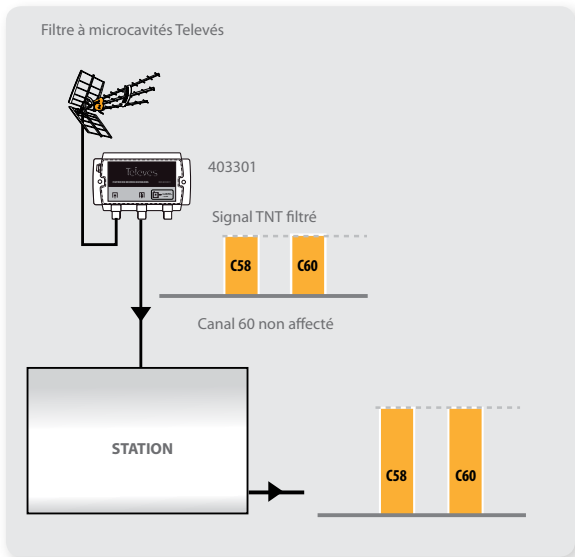 Filtre à microcavités Televés
Televes
403301
Signal TNT filtré
C58
C60
Canal 60 non affecté
STATION
C58
C60